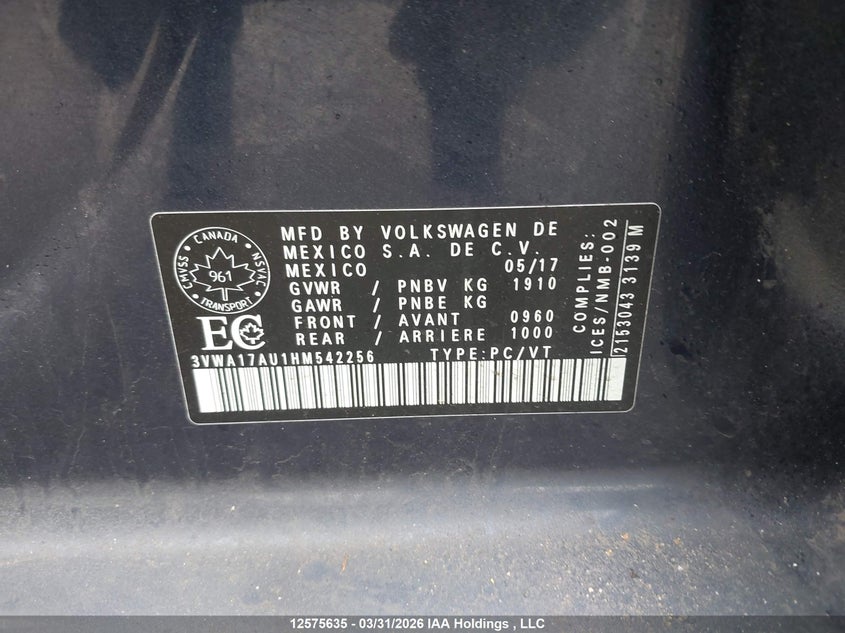 CANADA
CMVSS
NSVAC
961
TRANSPORT
EC
MFD BY VOLKSWAGEN DE
MEXICO S.A. DE C.V.
MEXICO 05/17
GVWR / PNBV KG 1910
GAWR / PNBE KG
FRONT / AVANT 0960
REAR / ARRIERE 1000
3VWA17AU1HM542256 TYPE:PC/VT
COMPLIES:
ICES/NMB-002
2153043 3139 M
12575635 - 03/31/2026 IAA Holdings , LLC